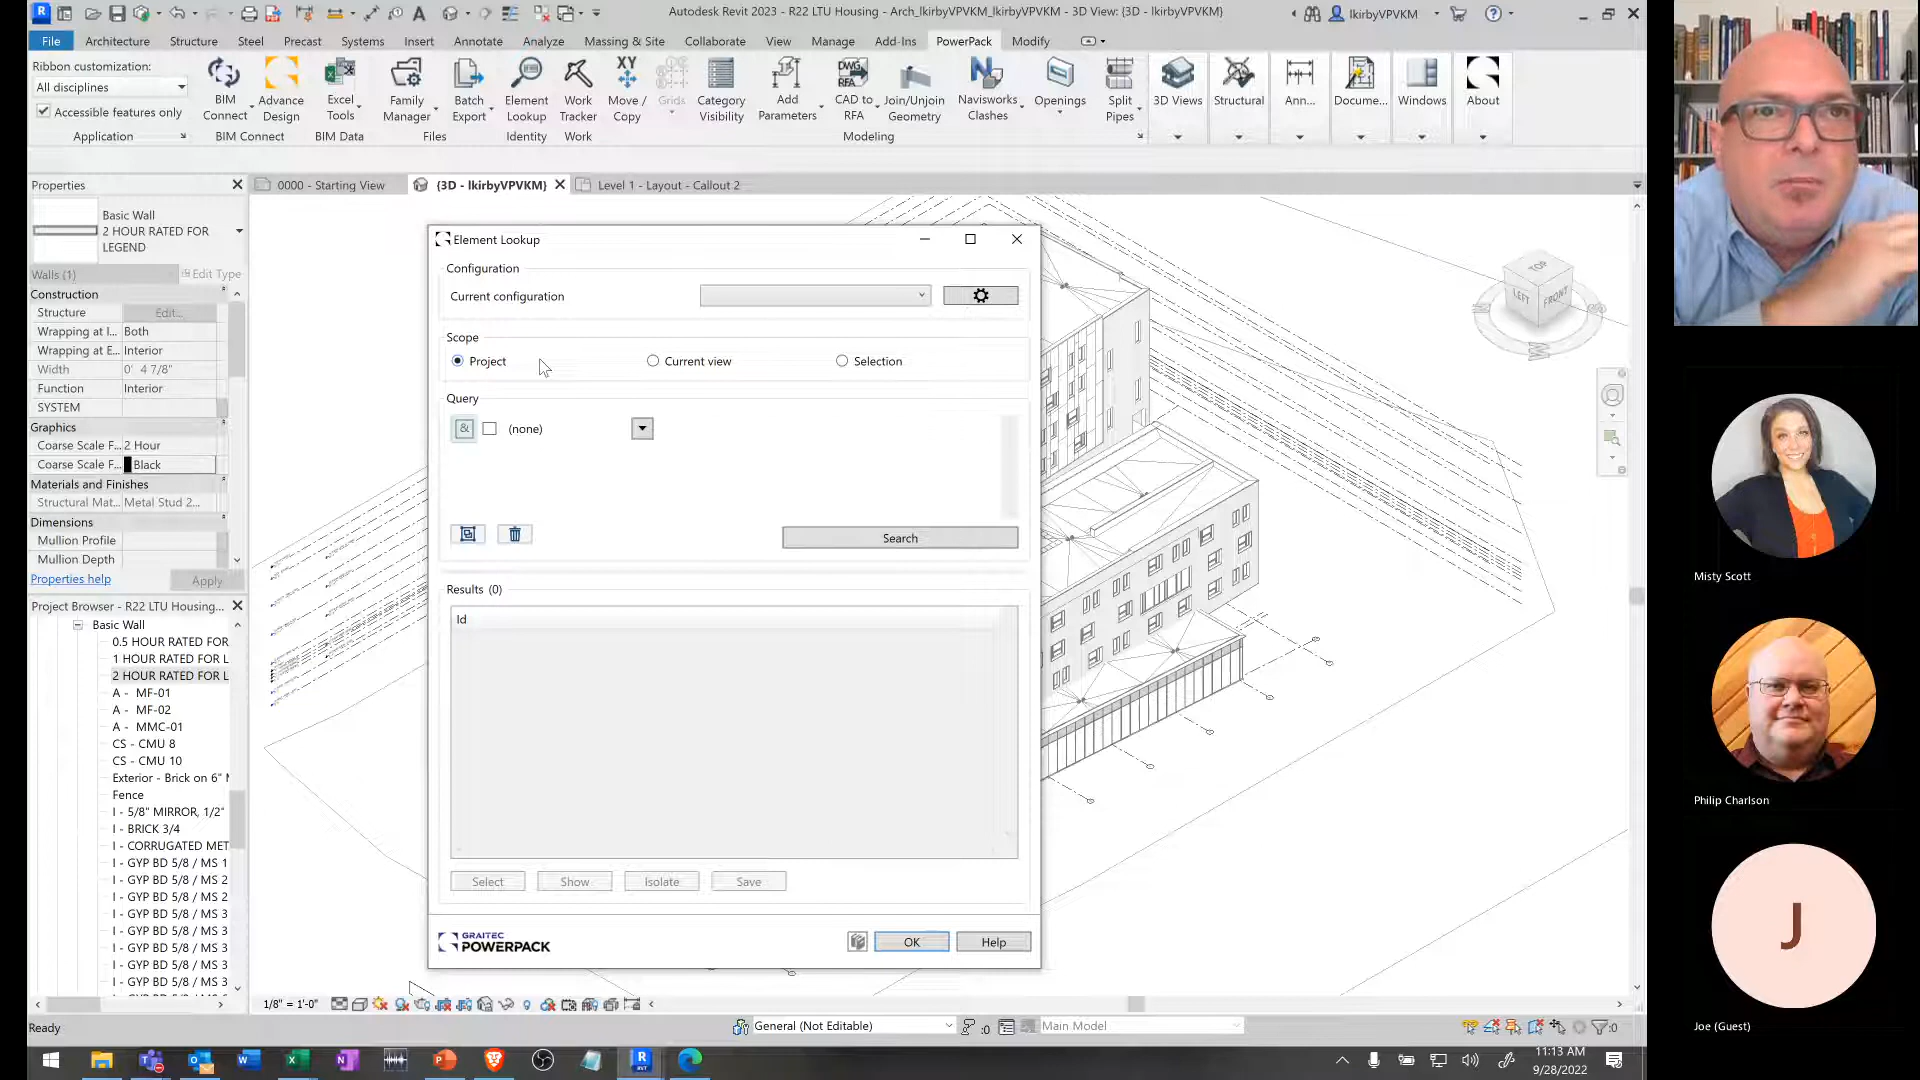 Autodesk Revit 2023 - R22 LTU Housing - Arch_lkirbyVPVKM_lkirbyVPVKM - 3D View: {3D - lkirbyVPVKM}
lkirbyVPVKM
File
Architecture
Structure
Steel
Precast
Systems
Insert
Annotate
Analyze
Massing & Site
Collaborate
View
Manage
Add-Ins
PowerPack
Modify
Ribbon customization:
All disciplines
Accessible features only
Application
BIM
Connect
Advance
Design
BIM Connect
Excel
Tools
BIM Data
Family
Manager
Batch
Export
Files
Element
Lookup
Identity
Work
Tracker
Work
Move /
Copy
Grids
Category
Visibility
Add
Parameters
CAD to
RFA
Join/Unjoin
Geometry
Navisworks
Clashes
Openings
Split
Pipes
Modeling
3D Views
Structural
Ann...
Docume...
Windows
About
Properties
0000 - Starting View
{3D - lkirbyVPVKM}
Level 1 - Layout - Callout 2
Basic Wall
2 HOUR RATED FOR
LEGEND
Walls (1)
Edit Type
Construction
Structure
Edit...
Wrapping at I...
Both
Wrapping at E...
Interior
Width
0' 4 7/8"
Function
Interior
SYSTEM
Graphics
Coarse Scale F...
2 Hour
Coarse Scale F...
Black
Materials and Finishes
Structural Mat...
Metal Stud 2...
Dimensions
Mullion Profile
Mullion Depth
Properties help
Apply
Project Browser - R22 LTU Housing...
Basic Wall
0.5 HOUR RATED FOR
1 HOUR RATED FOR L
2 HOUR RATED FOR L
A - MF-01
A - MF-02
A - MMC-01
CS - CMU 8
CS - CMU 10
Exterior - Brick on 6" M
Fence
I - 5/8" MIRROR, 1/2"
I - BRICK 3/4
I - CORRUGATED MET
I - GYP BD 5/8 / MS 1
I - GYP BD 5/8 / MS 2
I - GYP BD 5/8 / MS 2
I - GYP BD 5/8 / MS 3
I - GYP BD 5/8 / MS 3
I - GYP BD 5/8 / MS 3
I - GYP BD 5/8 / MS 3
I - GYP BD 5/8 / MS 3
Element Lookup
Configuration
Current configuration
Scope
Project
Current view
Selection
Query
&
(none)
Search
Results (0)
Id
Select
Show
Isolate
Save
GRAITEC
POWERPACK
OK
Help
TOP
LEFT
FRONT
1/8" = 1'-0"
Ready
General (Not Editable)
:0
Main Model
:0
11:13 AM
9/28/2022
Misty Scott
Philip Charlson
J
Joe (Guest)